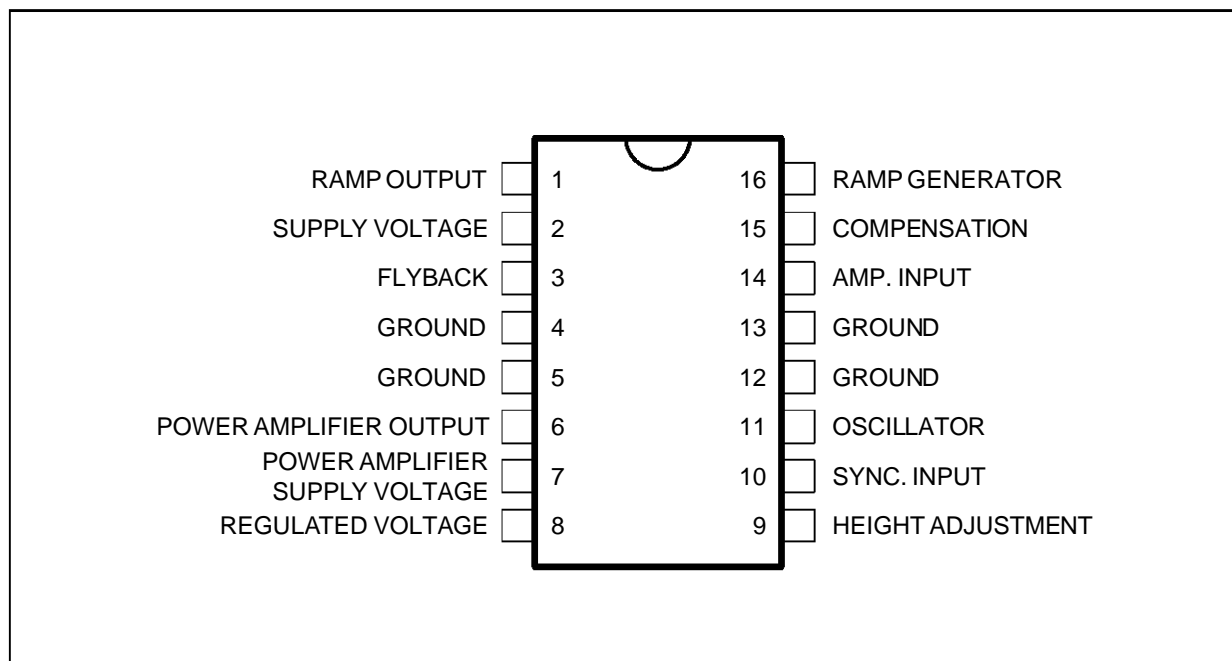 RAMP OUTPUT 1 16 RAMP GENERATOR
SUPPLY VOLTAGE 2 15 COMPENSATION
FLYBACK 3 14 AMP. INPUT
GROUND 4 13 GROUND
GROUND 5 12 GROUND
POWER AMPLIFIER OUTPUT 6 11 OSCILLATOR
POWER AMPLIFIER
SUPPLY VOLTAGE 7 10 SYNC. INPUT
REGULATED VOLTAGE 8 9 HEIGHT ADJUSTMENT